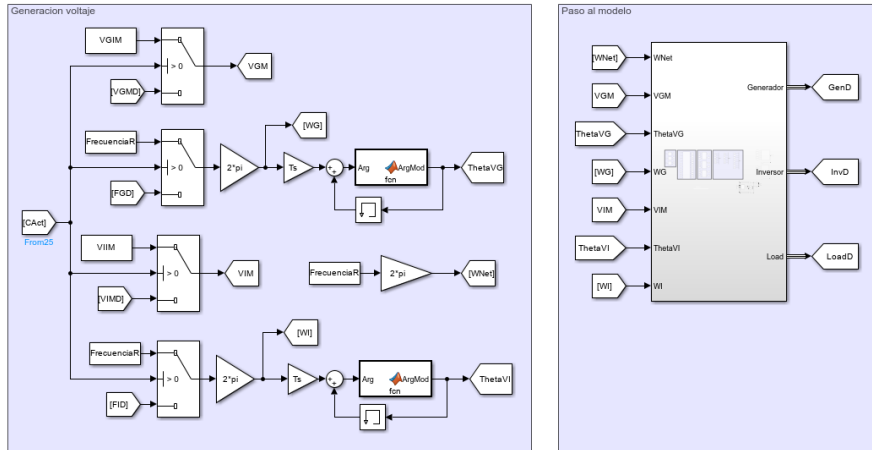 Generacion voltaje
VGIM
> 0
VGM
[VGMD]
[WG]
FrecuenciaR
> 0
2*pi
Ts
Arg
ArgMod
fcn
ThetaVG
[FGD]
[CAct]
From25
VIIM
> 0
VIM
[VIMD]
FrecuenciaR
2*pi
[WNet]
[WI]
FrecuenciaR
> 0
2*pi
Ts
Arg
ArgMod
fcn
ThetaVI
[FID]
Paso al modelo
[WNet]
WNet
Generador
GenD
VGM
VGM
ThetaVG
ThetaVG
[WG]
WG
Inversor
InvD
VIM
VIM
ThetaVI
ThetaVI
Load
LoadD
[WI]
WI